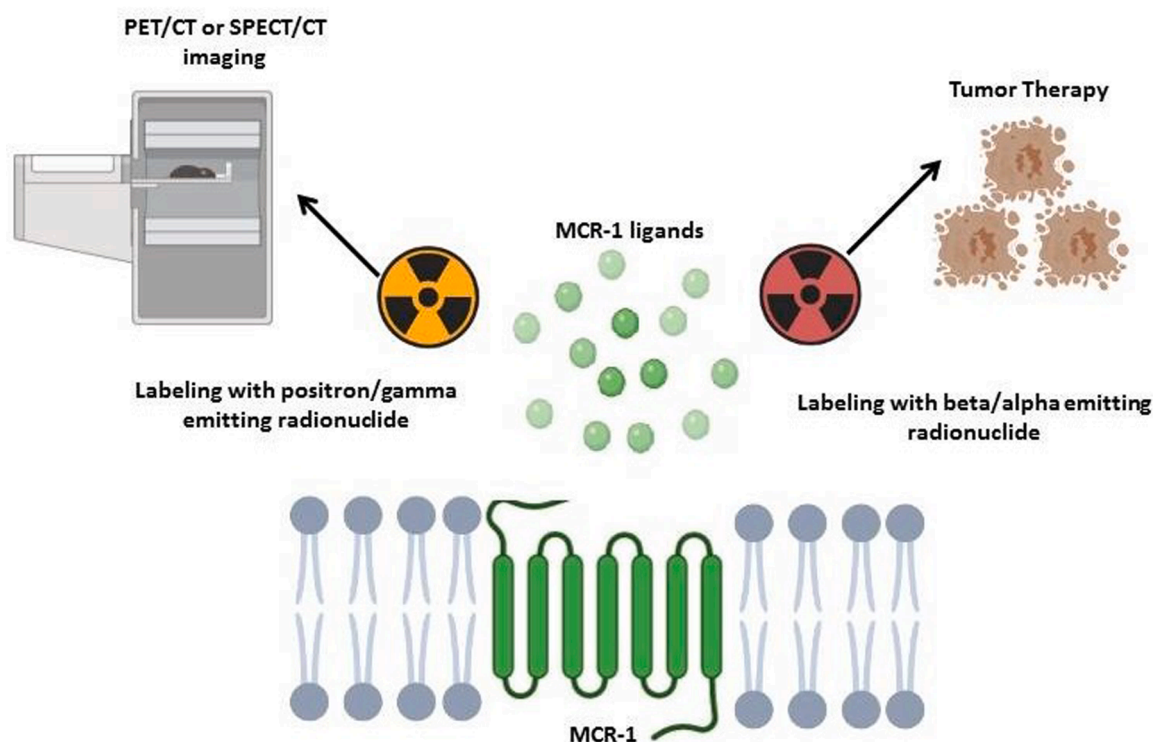 PET/CT or SPECT/CT
imaging
Tumor Therapy
MCR-1 ligands
Labeling with positron/gamma
emitting radionuclide
Labeling with beta/alpha emitting
radionuclide
MCR-1